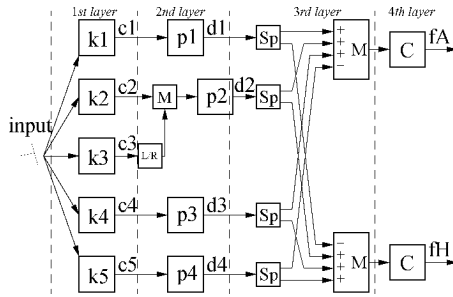 1st layer 2nd layer 3rd layer 4th layer
k1 c1 p1 d1 Sp + + + − M C fA
k2 c2 M p2 d2 Sp
input
k3 c3 L/R
k4 c4 p3 d3 Sp
k5 c5 p4 d4 Sp − + + + M C fH